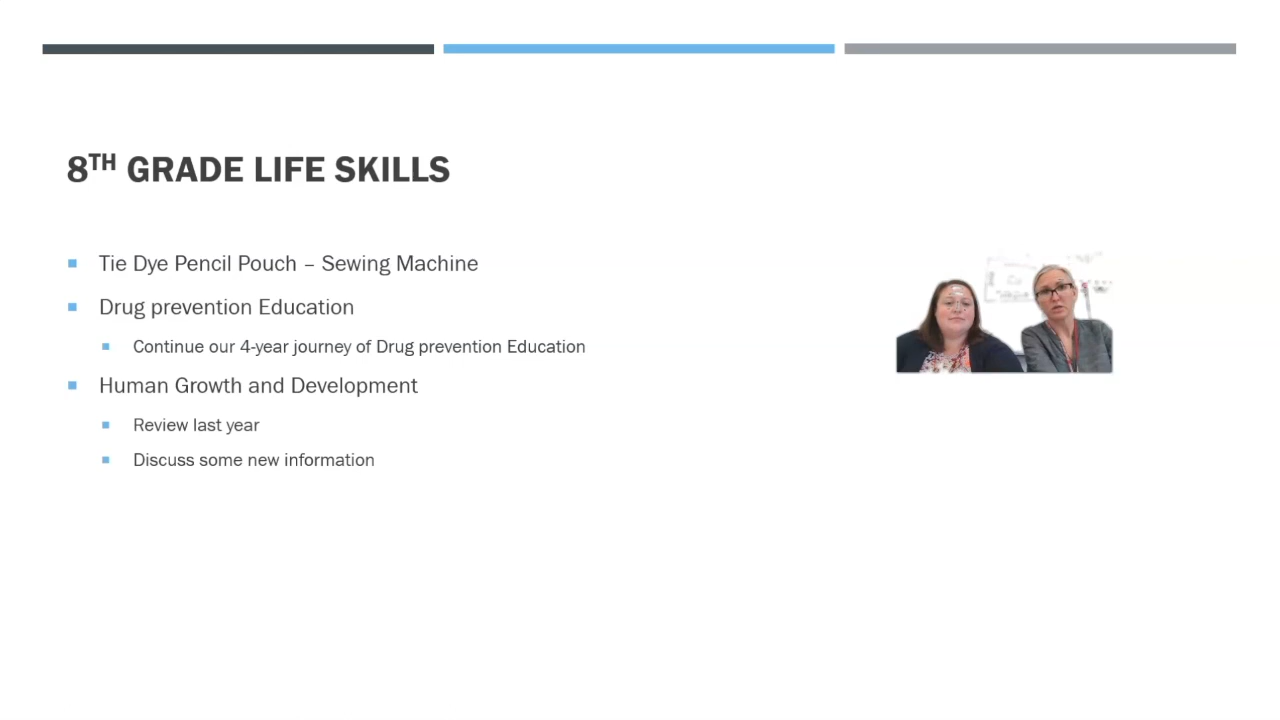 8TH GRADE LIFE SKILLS
Tie Dye Pencil Pouch – Sewing Machine
Drug prevention Education
Continue our 4-year journey of Drug prevention Education
Human Growth and Development
Review last year
Discuss some new information